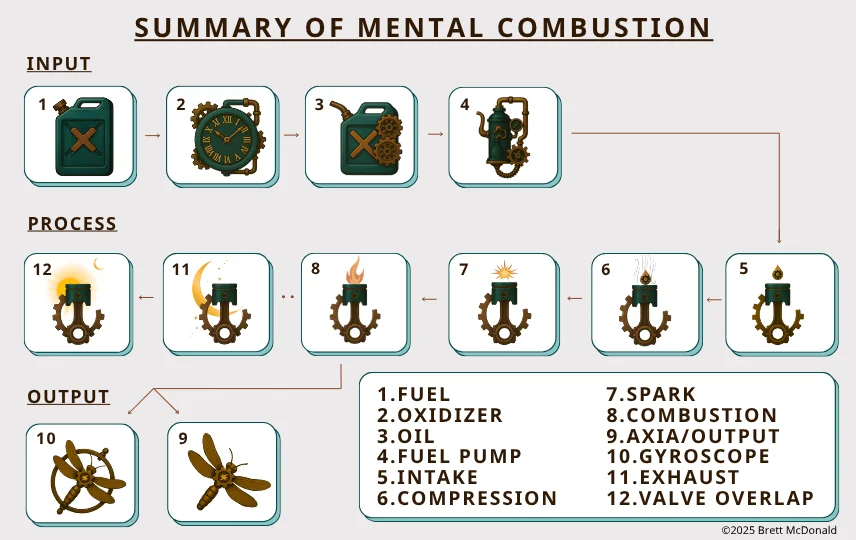 SUMMARY OF MENTAL COMBUSTION
INPUT
1
2
3
4
PROCESS
12
11
8
7
6
5
OUTPUT
10
9
1.FUEL
2.OXIDIZER
3.OIL
4.FUEL PUMP
5.INTAKE
6.COMPRESSION
7.SPARK
8.COMBUSTION
9.AXIA/OUTPUT
10.GYROSCOPE
11.EXHAUST
12.VALVE OVERLAP
©2025 Brett McDonald